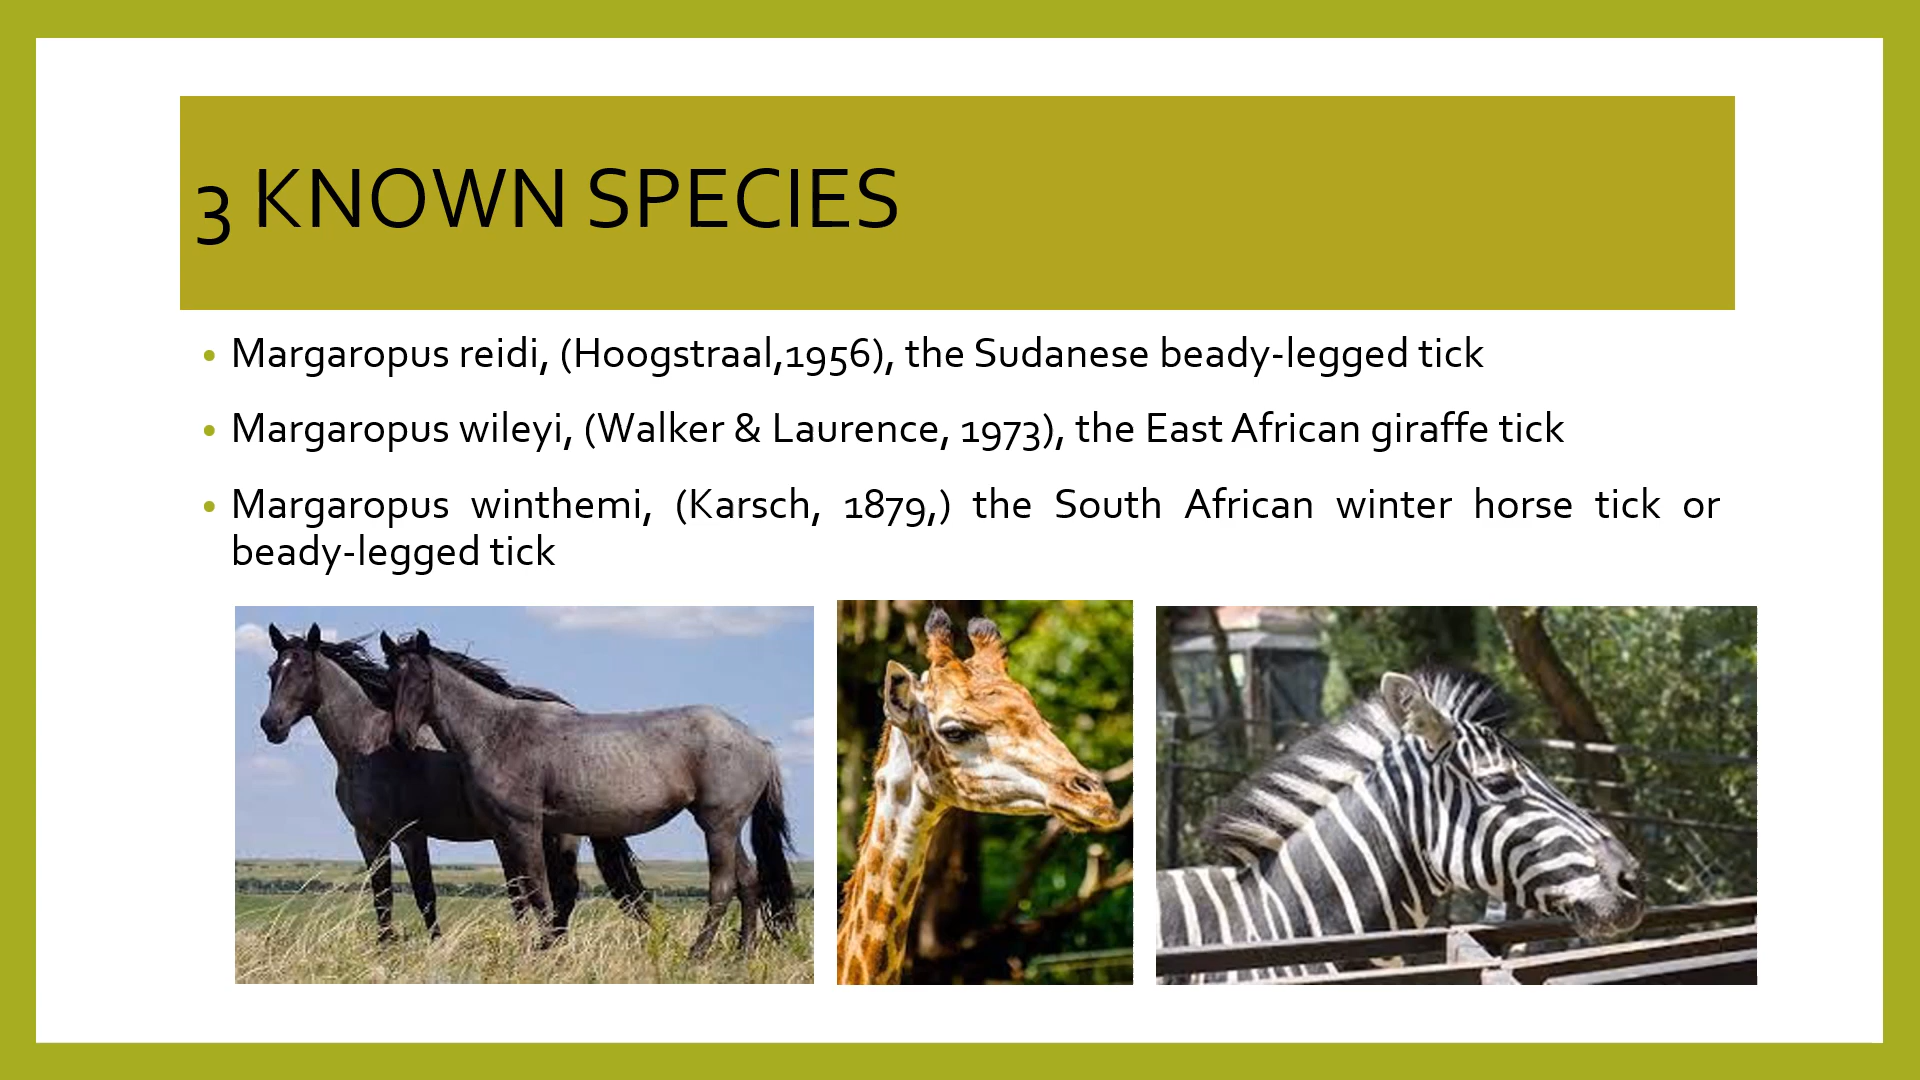 3 KNOWN SPECIES
• Margaropus reidi, (Hoogstraal,1956), the Sudanese beady-legged tick
• Margaropus wileyi, (Walker & Laurence, 1973), the East African giraffe tick
• Margaropus winthemi, (Karsch, 1879,) the South African winter horse tick or
beady-legged tick